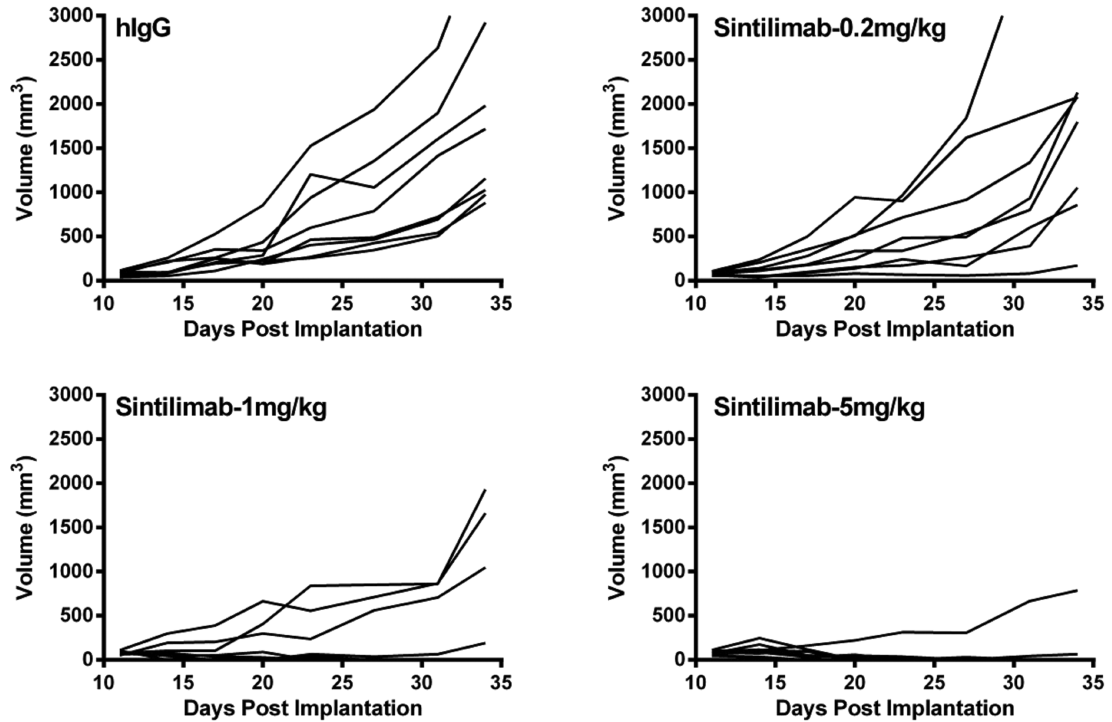 hIgG
3000
2500
2000
1500
1000
500
0
Volume (mm³)
10 15 20 25 30 35
Days Post Implantation
Sintilimab-0.2mg/kg
3000
2500
2000
1500
1000
500
0
Volume (mm³)
10 15 20 25 30 35
Days Post Implantation
Sintilimab-1mg/kg
3000
2500
2000
1500
1000
500
0
Volume (mm³)
10 15 20 25 30 35
Days Post Implantation
Sintilimab-5mg/kg
3000
2500
2000
1500
1000
500
0
Volume (mm³)
10 15 20 25 30 35
Days Post Implantation